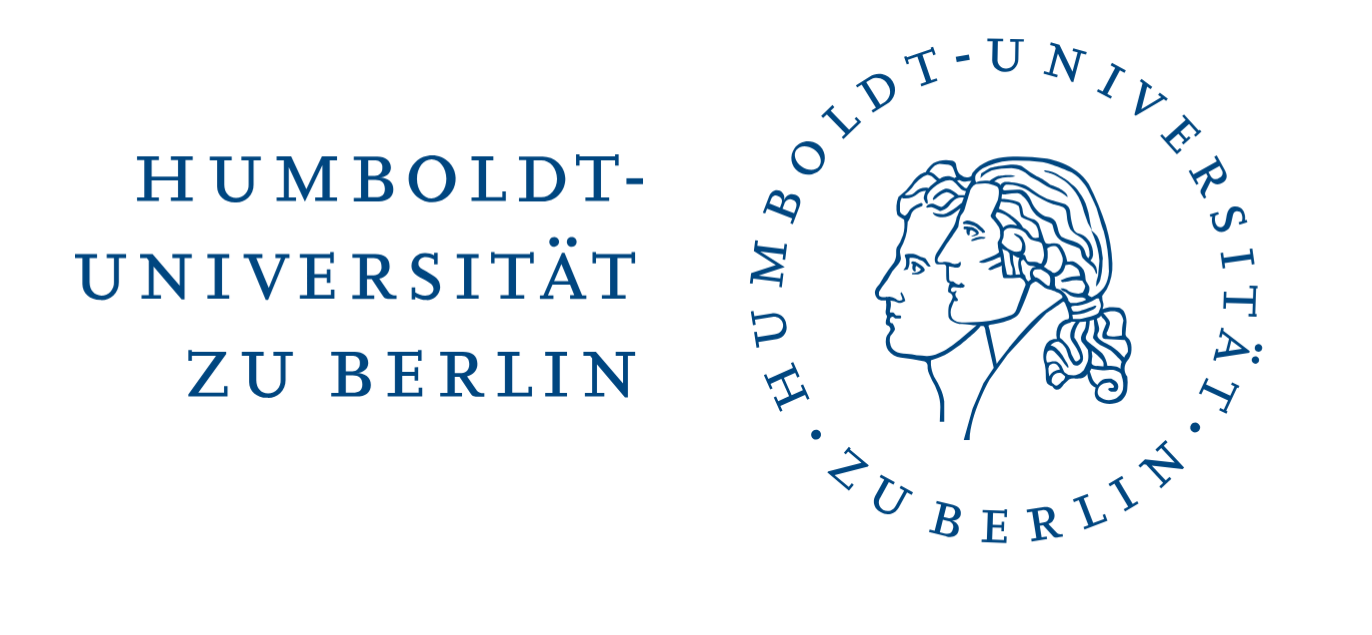 HUMBOLDT-
UNIVERSITÄT
ZU BERLIN
HUMBOLDT-UNIVERSITÄT
· ZU BERLIN ·